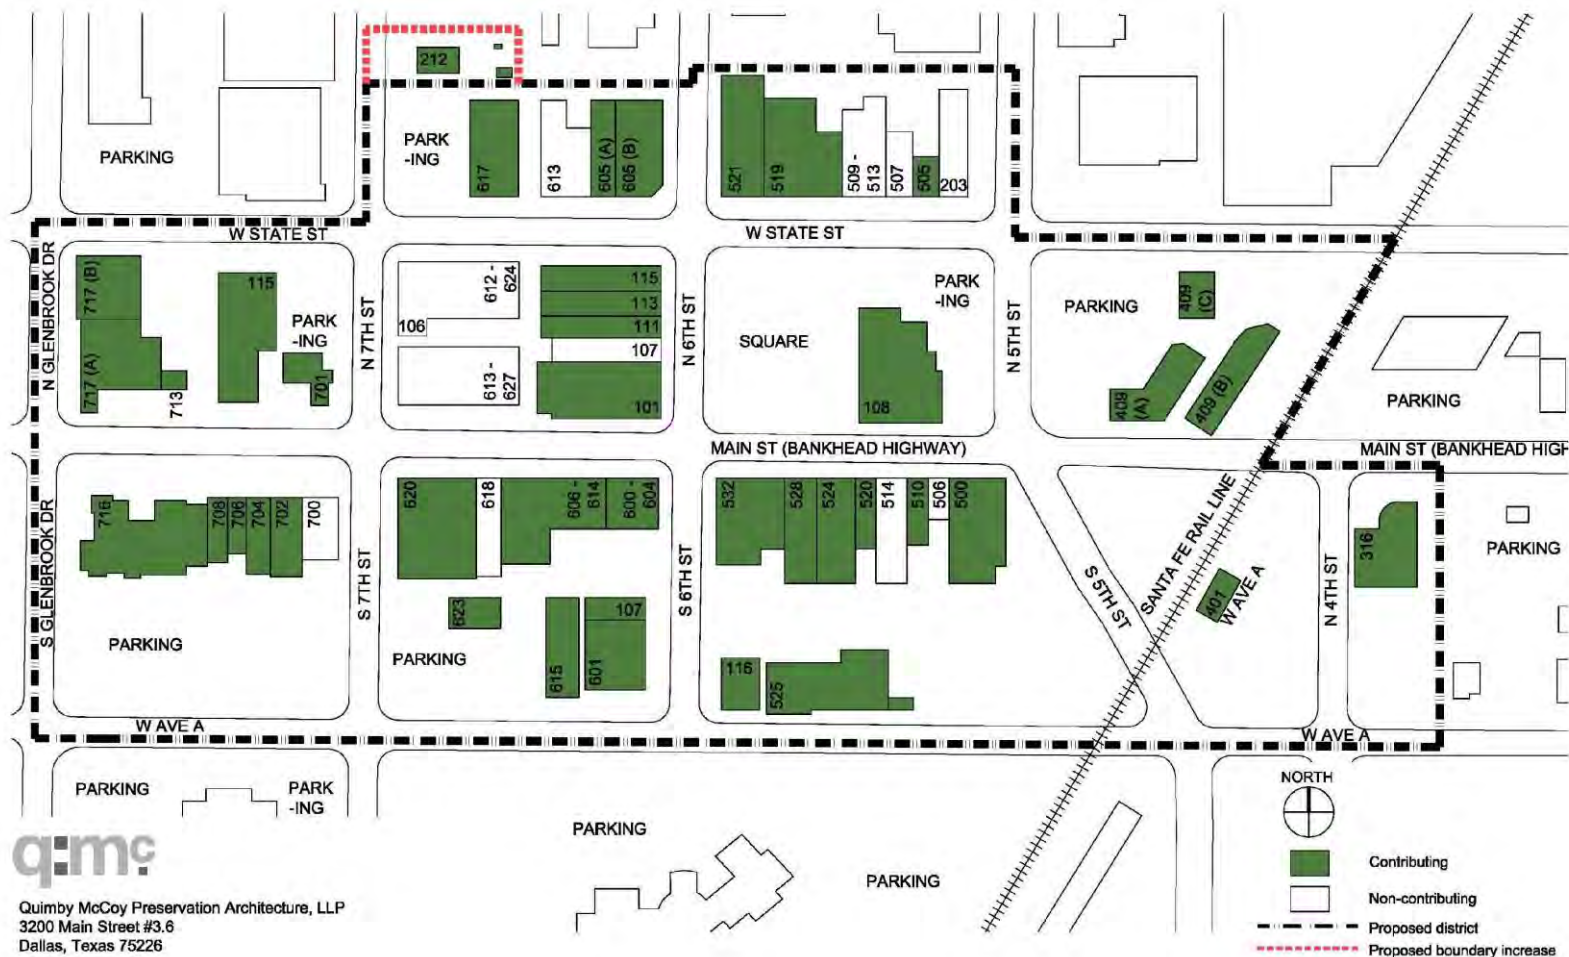 212
PARKING
PARK
-ING
617
613
605 (A)
605 (B)
521
519
509 -
513
507
505
203
W STATE ST
W STATE ST
N GLENBROOK DR
717 (B)
717 (A)
713
115
PARK
-ING
701
N 7TH ST
612 -
624
106
613 -
627
115
113
111
107
101
N 6TH ST
SQUARE
PARK
-ING
108
N 5TH ST
PARKING
409
(C)
409
(A)
409 (B)
PARKING
MAIN ST (BANKHEAD HIGHWAY)
MAIN ST (BANKHEAD HIGH
S GLENBROOK DR
716
708
706
704
702
700
PARKING
S 7TH ST
620
618
606 -
614
600 -
604
623
615
107
601
PARKING
S 6TH ST
532
528
524
520
514
510
506
500
116
525
S 5TH ST
SANTA FE RAIL LINE
401
W AVE A
N 4TH ST
316
PARKING
W AVE A
W AVE A
PARKING
PARK
-ING
PARKING
PARKING
NORTH
Contributing
Non-contributing
Proposed district
Proposed boundary increase
q:mc
Quimby McCoy Preservation Architecture, LLP
3200 Main Street #3.6
Dallas, Texas 75226